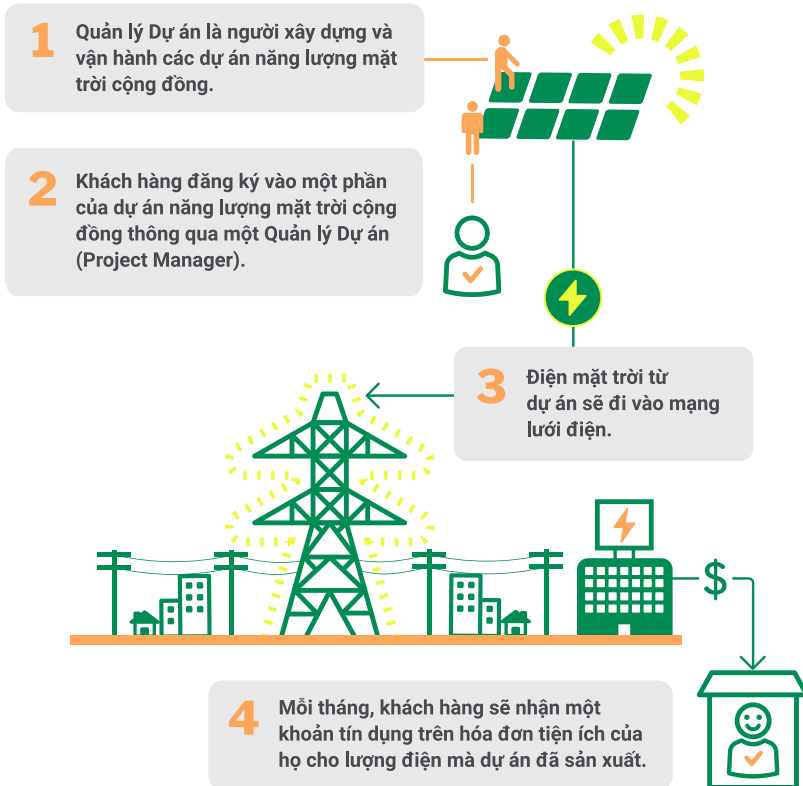 1
Quản lý Dự án là người xây dựng và
vận hành các dự án năng lượng mặt
trời cộng đồng.
2
Khách hàng đăng ký vào một phần
của dự án năng lượng mặt trời cộng
đồng thông qua một Quản lý Dự án
(Project Manager).
3
Điện mặt trời từ
dự án sẽ đi vào mạng
lưới điện.
$
4
Mỗi tháng, khách hàng sẽ nhận một
khoản tín dụng trên hóa đơn tiện ích của
họ cho lượng điện mà dự án đã sản xuất.